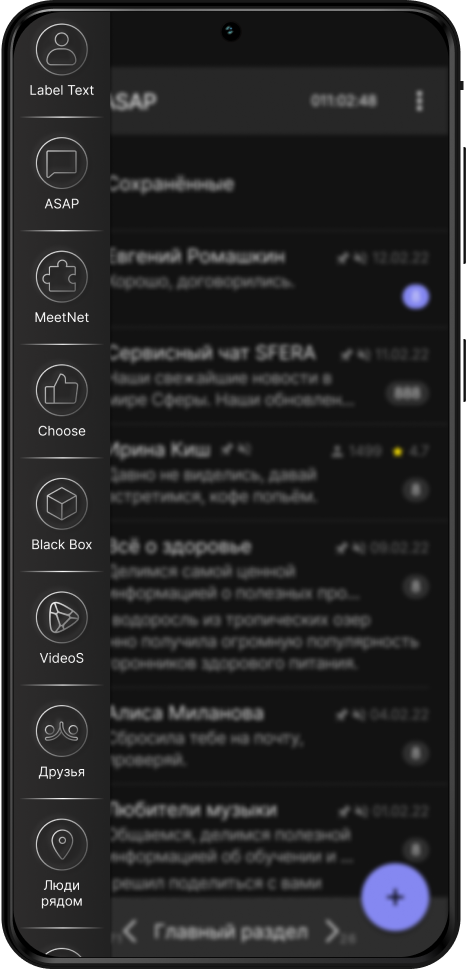 Label Text
ASAP
MeetNet
Choose
Black Box
VideoS
Друзья
Люди
рядом
ASAP
011:02:48
Сохранённые
Евгений Ромашкин
12.02.22
Хорошо, договорились.
Сервисный чат SFERA
11.02.22
Наши свежайшие новости в
мире Сферы. Наши обновлен...
888
Ирина Киш
1499
4.7
Давно не виделись, давай
встретимся, кофе попьём.
8
Всё о здоровье
09.02.22
Делимся самой ценной
информацией о полезных про...
8
водоросль из тропических озер
получила огромную популярность
сторонников здорового питания.
Алиса Миланова
04.02.22
Сбросила тебе на почту,
проверяй.
8
Любители музыки
01.02.22
Общаемся, делимся полезной
информацией об обучении и ...
8
решил поделиться с вами
+
Главный раздел
26